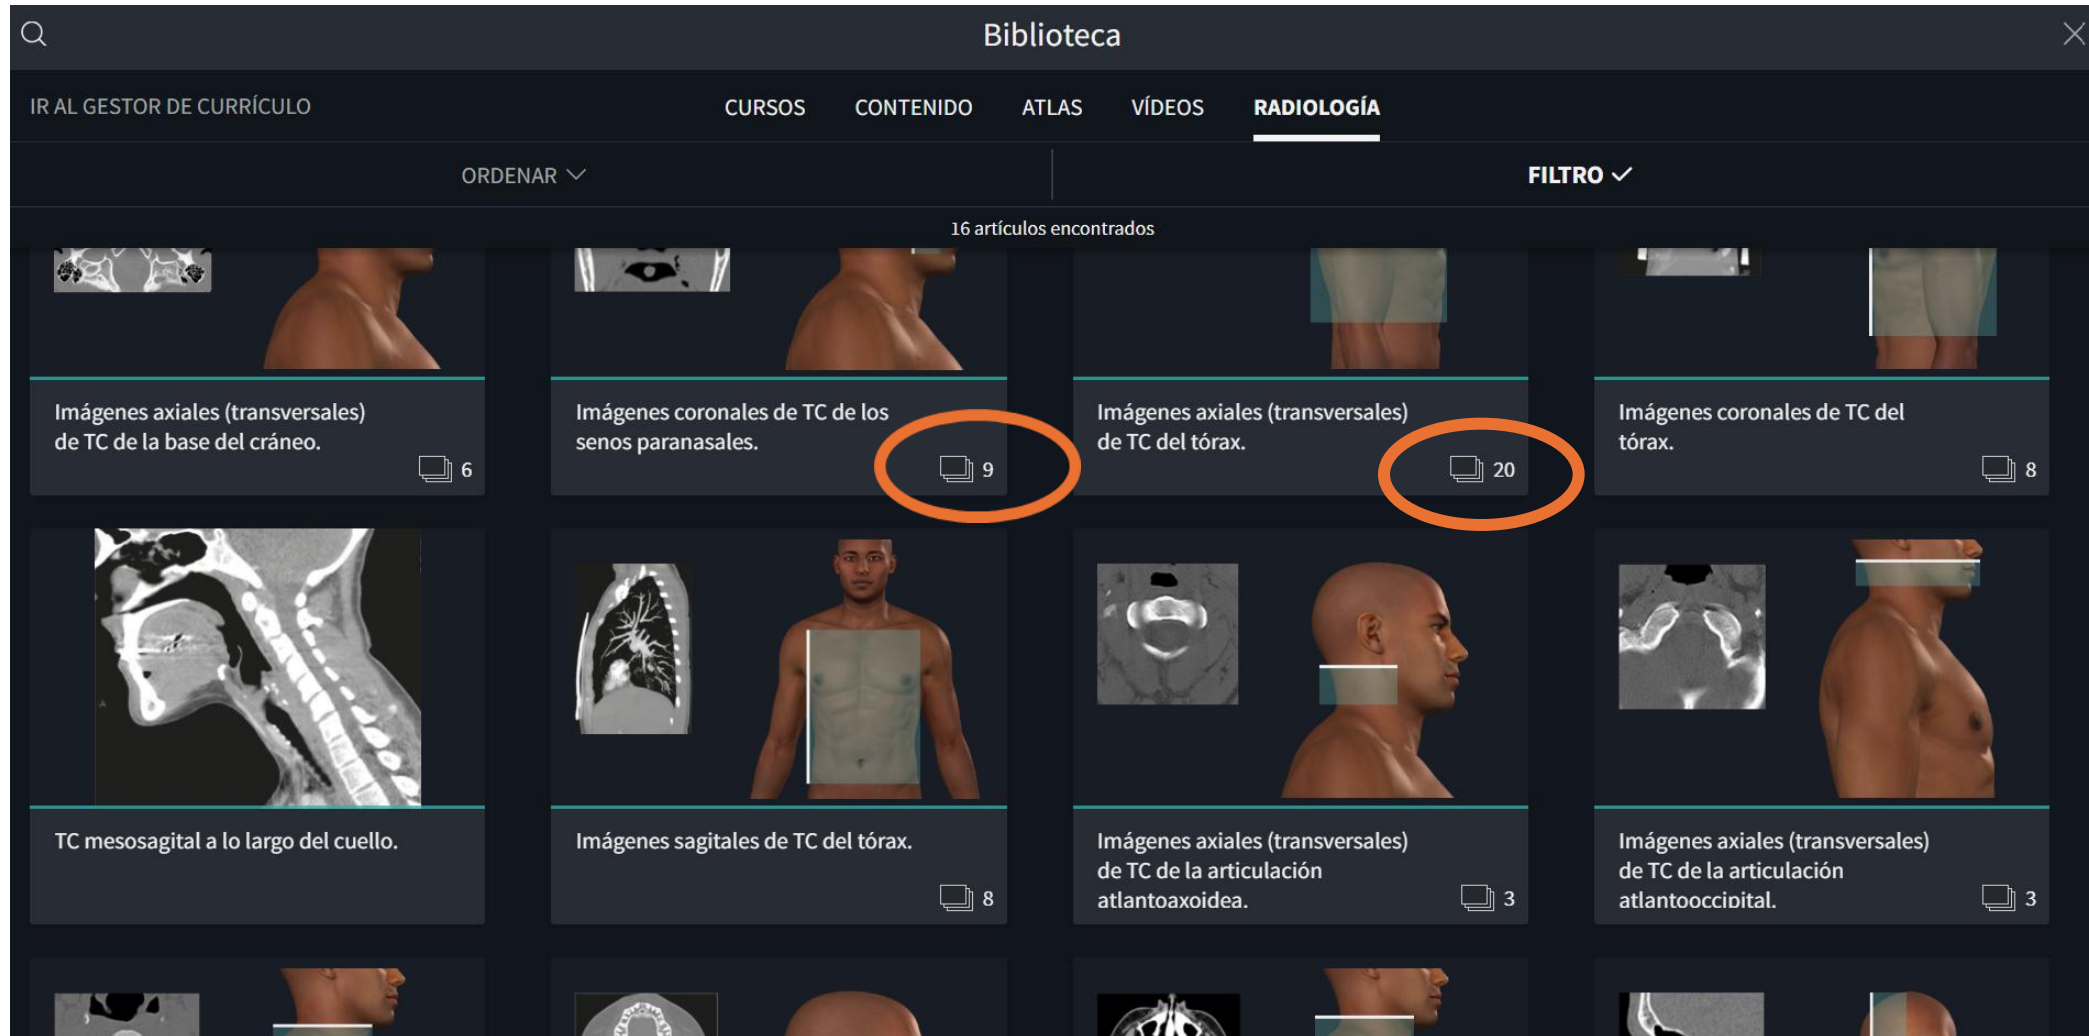 Biblioteca
IR AL GESTOR DE CURRÍCULO
CURSOS CONTENIDO ATLAS VÍDEOS RADIOLOGÍA
ORDENAR
FILTRO
16 artículos encontrados
Imágenes axiales (transversales)
de TC de la base del cráneo.
6
Imágenes coronales de TC de los
senos paranasales.
9
Imágenes axiales (transversales)
de TC del tórax.
20
Imágenes coronales de TC del
tórax.
8
TC mesosagital a lo largo del cuello.
Imágenes sagitales de TC del tórax.
8
Imágenes axiales (transversales)
de TC de la articulación
atlantoaxoidea.
3
Imágenes axiales (transversales)
de TC de la articulación
atlantooccipital.
3